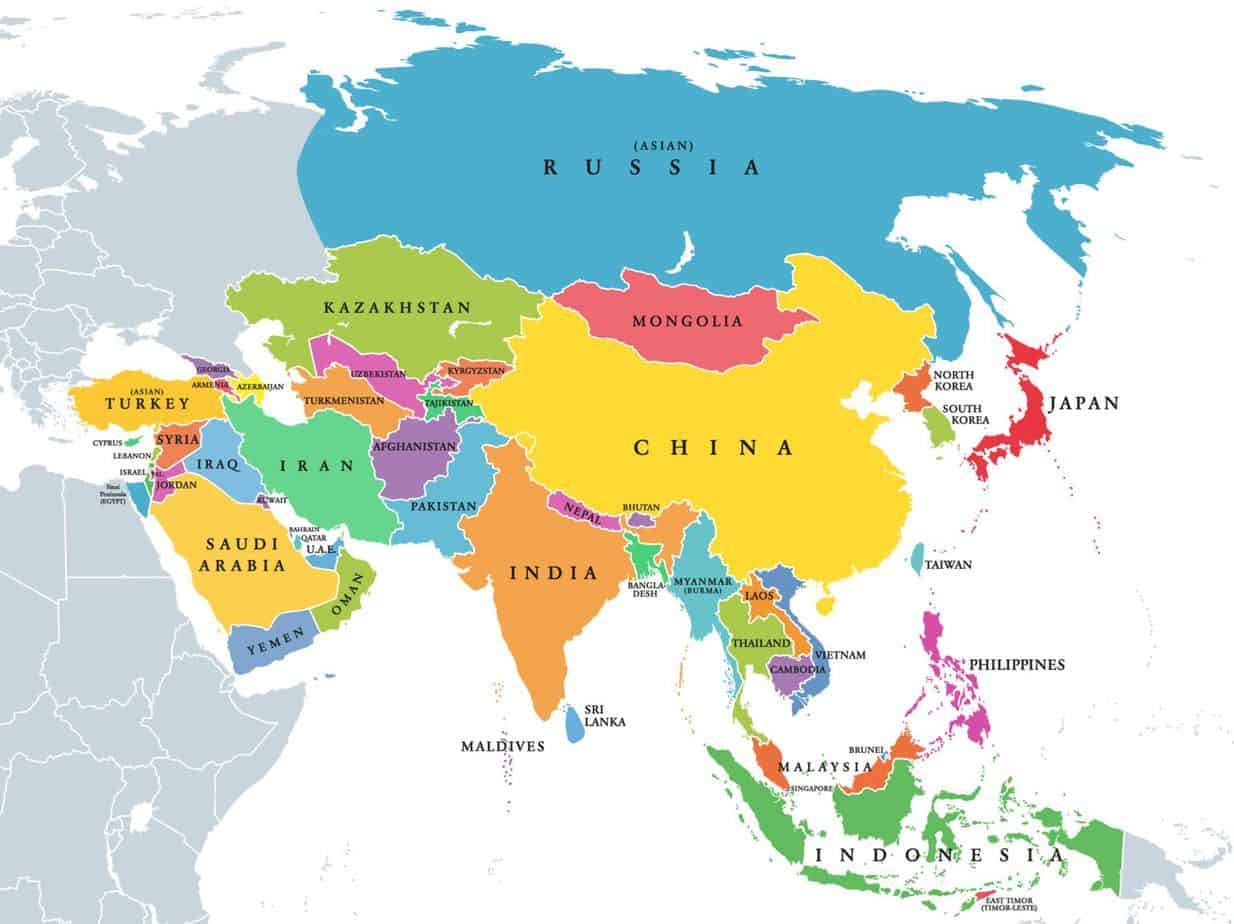 (ASIAN)
RUSSIA
KAZAKHSTAN
MONGOLIA
GEORGIA
ARMENIA
AZERBAIJAN
UZBEKISTAN
KYRGYZSTAN
NORTH
KOREA
(ASIAN)
TURKEY
TURKMENISTAN
TAJIKISTAN
JAPAN
SOUTH
KOREA
CYPRUS
SYRIA
AFGHANISTAN
CHINA
LEBANON
IRAQ
IRAN
ISRAEL
PAL.
JORDAN
Sinai
Peninsula
(EGYPT)
KUWAIT
PAKISTAN
NEPAL
BHUTAN
BAHRAIN
QATAR
U.A.E.
SAUDI
ARABIA
INDIA
TAIWAN
OMAN
BANGLA
DESH
MYANMAR
(BURMA)
LAOS
YEMEN
THAILAND
VIETNAM
CAMBODIA
PHILIPPINES
SRI
LANKA
MALDIVES
BRUNEI
MALAYSIA
SINGAPORE
INDONESIA
EAST TIMOR
(TIMOR-LESTE)